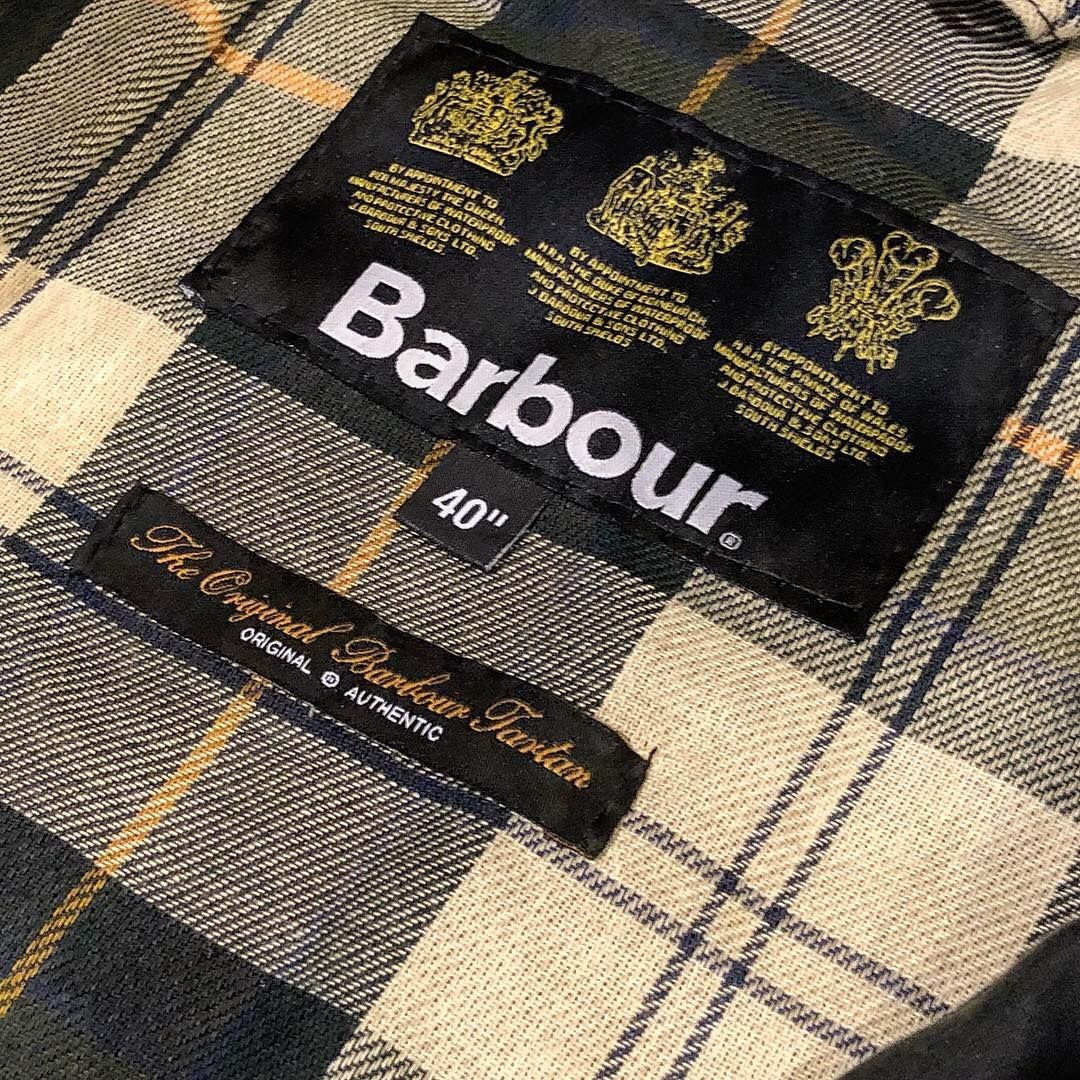 BY APPOINTMENT TO
HER MAJESTY THE QUEEN
MANUFACTURERS OF WATERPROOF
AND PROTECTIVE CLOTHING
J.BARBOUR & SONS LTD.
SOUTH SHIELDS
BY APPOINTMENT TO
H.R.H. THE DUKE OF EDINBURGH
MANUFACTURERS OF WATERPROOF
AND PROTECTIVE CLOTHING
J.BARBOUR & SONS LTD.
SOUTH SHIELDS
BY APPOINTMENT TO
H.R.H. THE PRINCE OF WALES
MANUFACTURERS OF WATERPROOF
AND PROTECTIVE CLOTHING
J.BARBOUR & SONS LTD.
SOUTH SHIELDS
Barbour®
40"
The Original Barbour Tartan
ORIGINAL AUTHENTIC